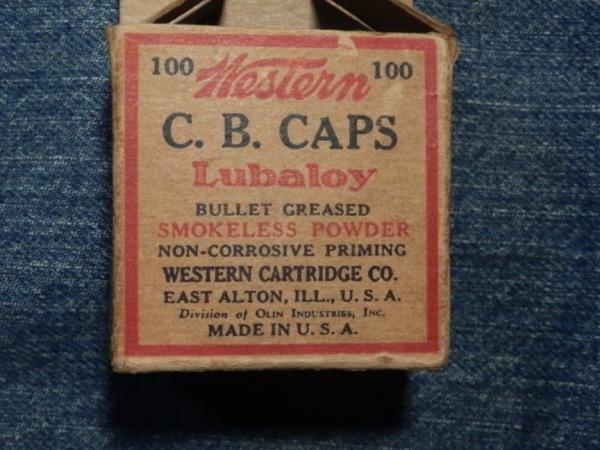 100 Western 100
C. B. CAPS
Lubaloy
BULLET GREASED
SMOKELESS POWDER
NON-CORROSIVE PRIMING
WESTERN CARTRIDGE CO.
EAST ALTON, ILL., U. S. A.
Division of OLIN INDUSTRIES, INC.
MADE IN U. S. A.